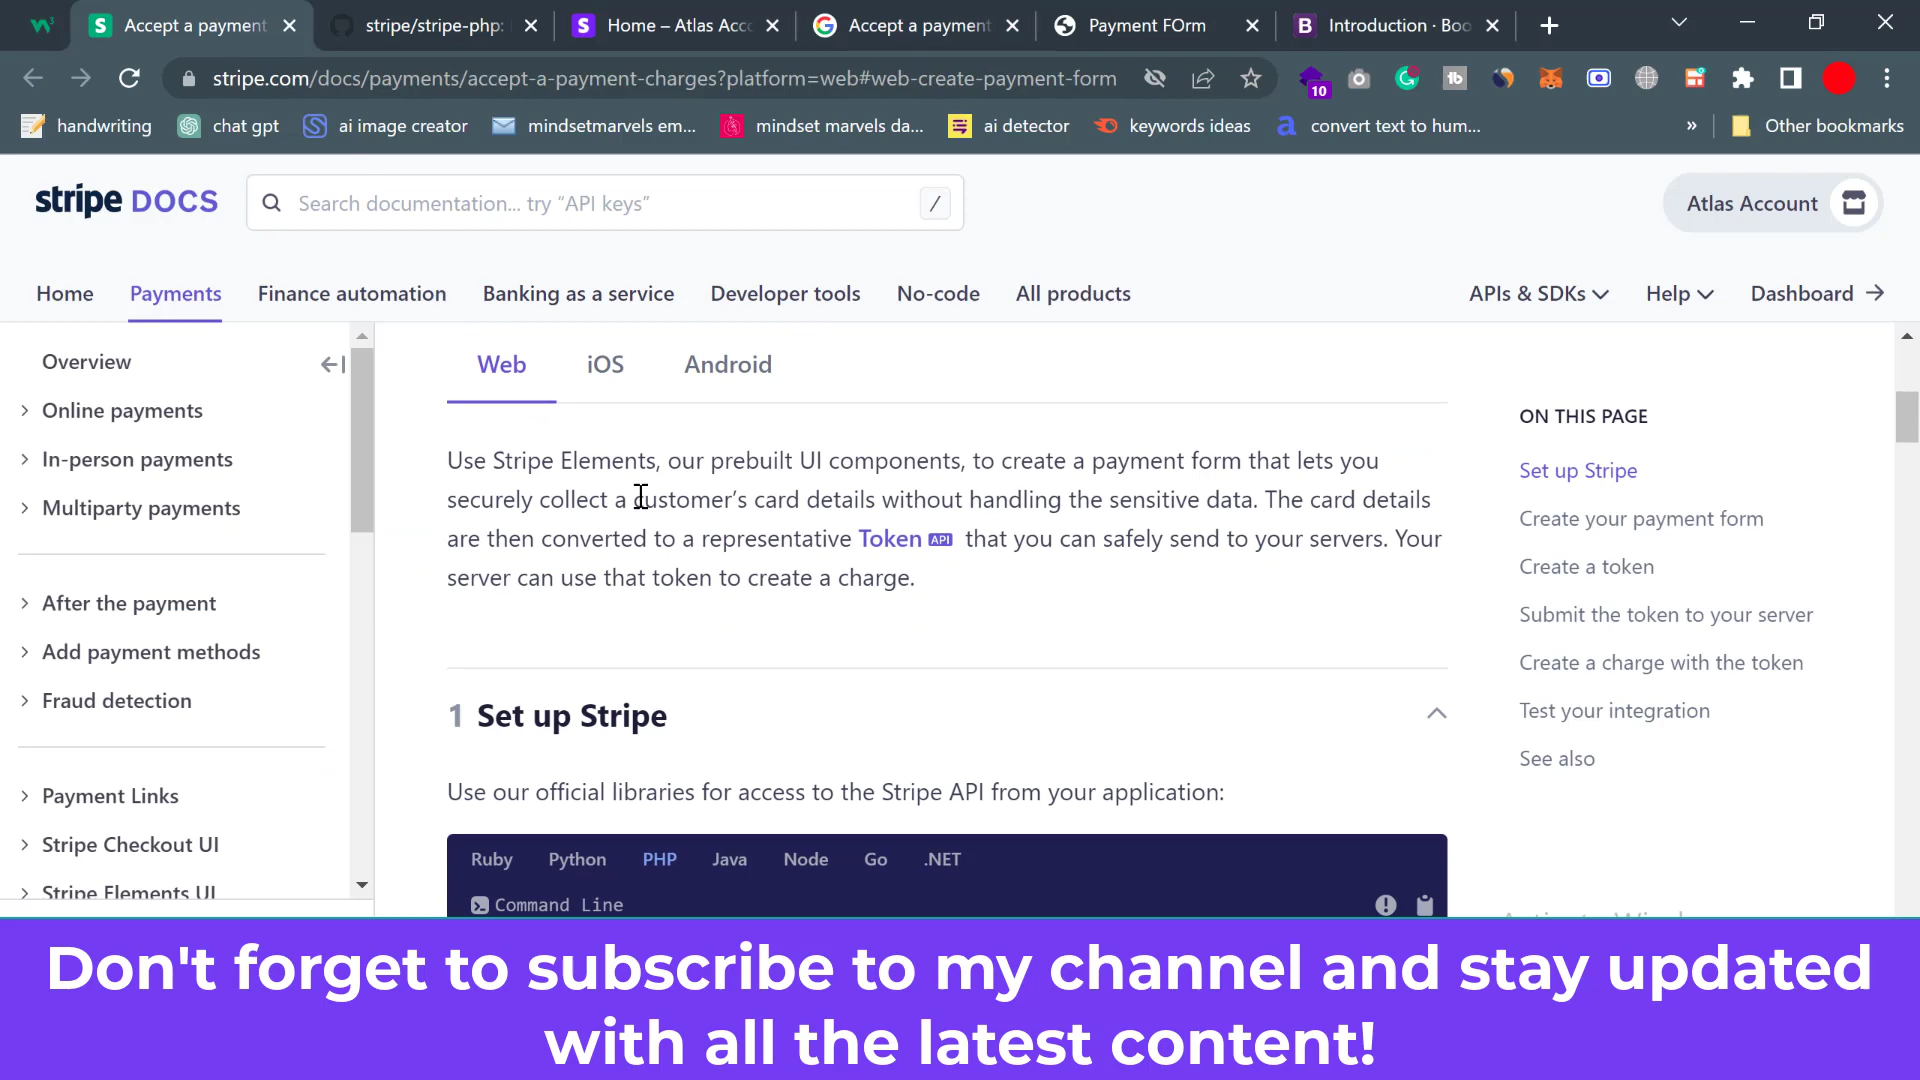 Accept a payment
stripe/stripe-php:
Home – Atlas Acc
Accept a payment
Payment FOrm
Introduction · Boo
stripe.com/docs/payments/accept-a-payment-charges?platform=web#web-create-payment-form
10
handwriting
chat gpt
ai image creator
mindsetmarvels em...
mindset marvels da...
ai detector
keywords ideas
convert text to hum...
»
Other bookmarks
stripe DOCS
Search documentation... try “API keys”
/
Atlas Account
Home
Payments
Finance automation
Banking as a service
Developer tools
No-code
All products
APIs & SDKs
Help
Dashboard →
Overview
Online payments
In-person payments
Multiparty payments
After the payment
Add payment methods
Fraud detection
Payment Links
Stripe Checkout UI
Stripe Elements UI
Web
iOS
Android
Use Stripe Elements, our prebuilt UI components, to create a payment form that lets you
securely collect a customer’s card details without handling the sensitive data. The card details
are then converted to a representative Token API that you can safely send to your servers. Your
server can use that token to create a charge.
1 Set up Stripe
Use our official libraries for access to the Stripe API from your application:
Ruby
Python
PHP
Java
Node
Go
.NET
Command Line
ON THIS PAGE
Set up Stripe
Create your payment form
Create a token
Submit the token to your server
Create a charge with the token
Test your integration
See also
Don't forget to subscribe to my channel and stay updated
with all the latest content!